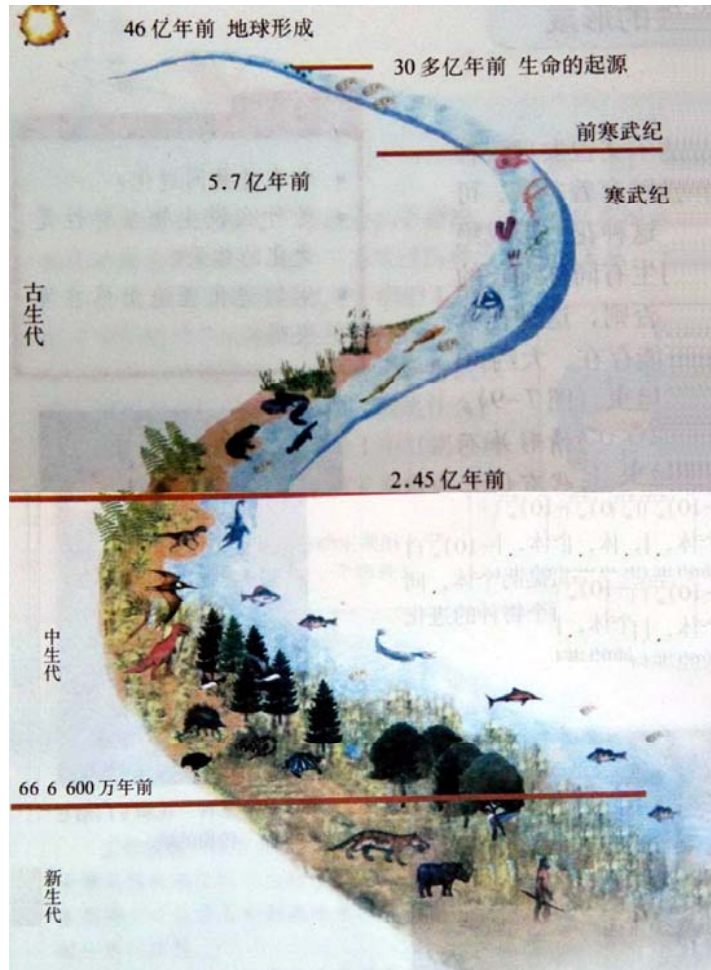 46亿年前 地球形成
30多亿年前 生命的起源
前寒武纪
5.7亿年前
寒武纪
古生代
2.45亿年前
中生代
66 6 600万年前
新生代